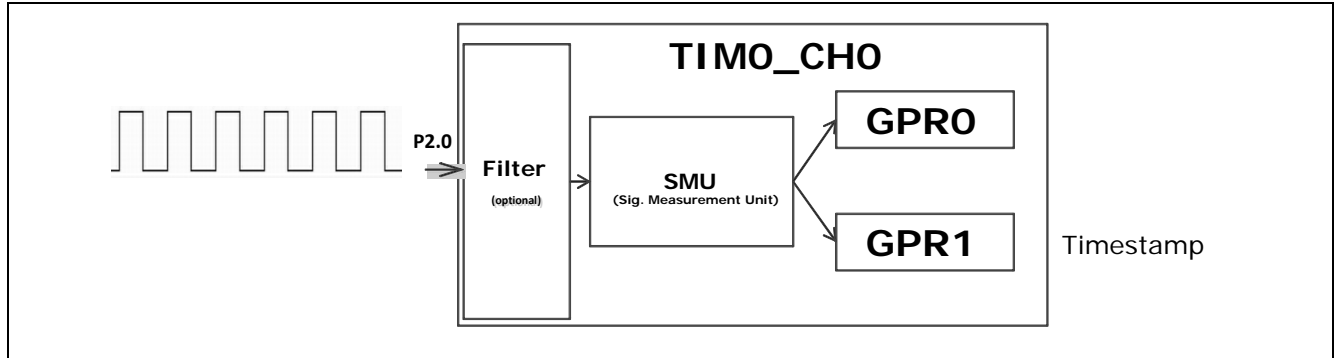 TIM0_CH0
P2.0
Filter
(optional)
SMU
(Sig. Measurement Unit)
GPR0
GPR1
Timestamp